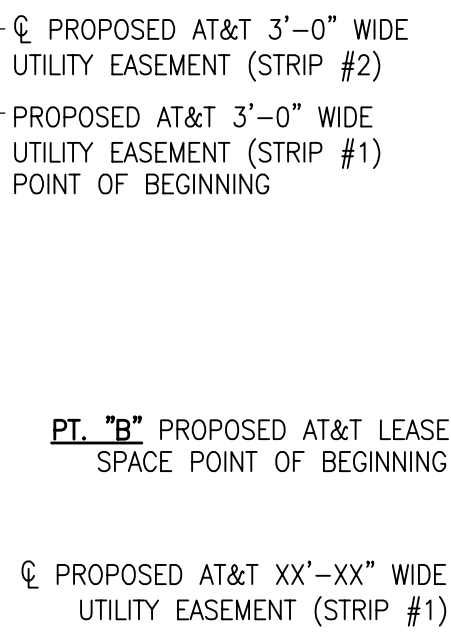 ℄ PROPOSED AT&T 3'-0" WIDE
UTILITY EASEMENT (STRIP #2)
PROPOSED AT&T 3'-0" WIDE
UTILITY EASEMENT (STRIP #1)
POINT OF BEGINNING
PT. "B" PROPOSED AT&T LEASE
SPACE POINT OF BEGINNING
℄ PROPOSED AT&T XX'-XX" WIDE
UTILITY EASEMENT (STRIP #1)